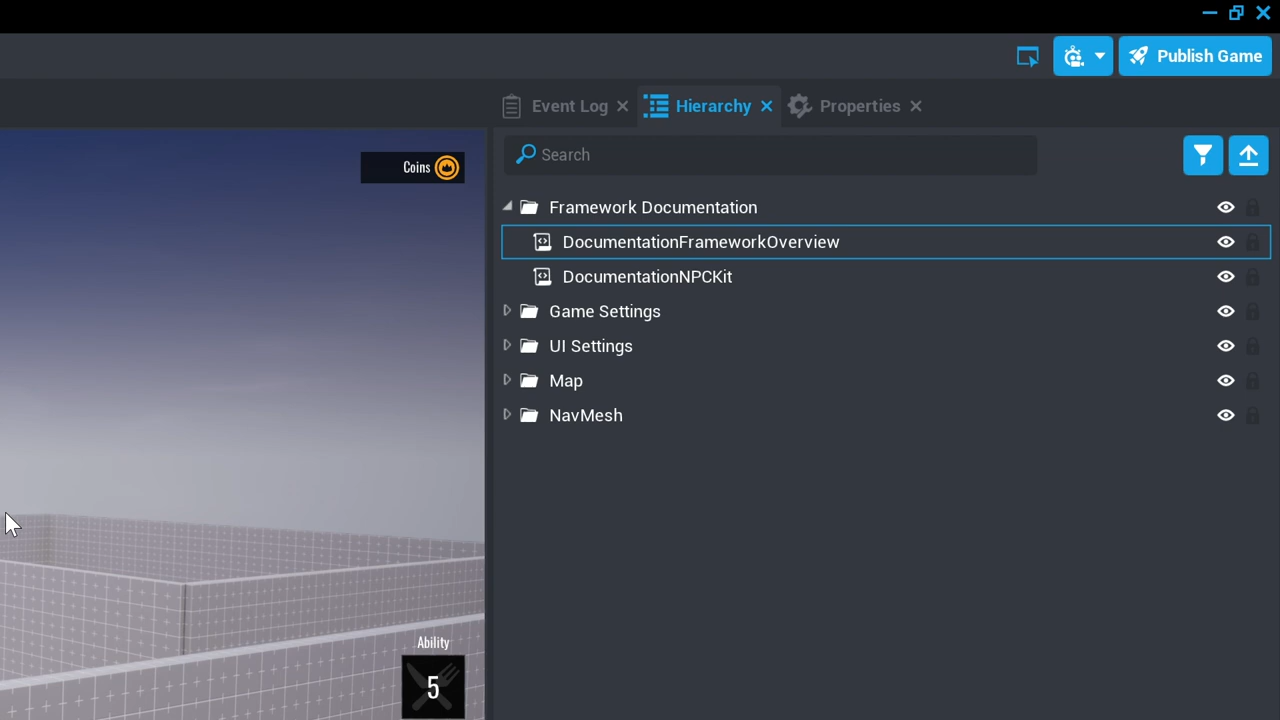 Publish Game
Event Log
Hierarchy
Properties
Coins
Search
Framework Documentation
DocumentationFrameworkOverview
DocumentationNPCKit
Game Settings
UI Settings
Map
NavMesh
Ability
5